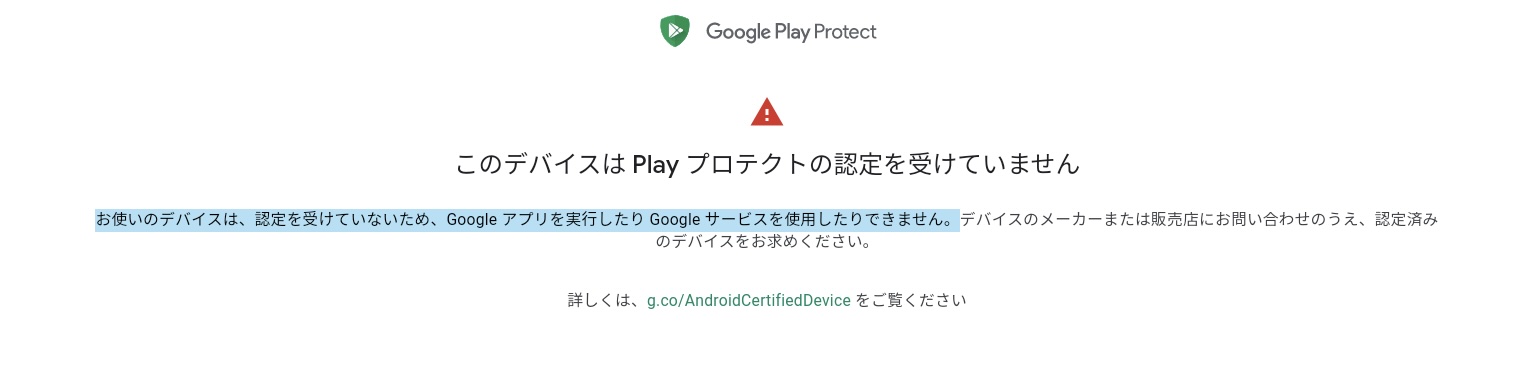 Google Play Protect
このデバイスは Play プロテクトの認定を受けていません
お使いのデバイスは、認定を受けていないため、Google アプリを実行したり Google サービスを使用したりできません。デバイスのメーカーまたは販売店にお問い合わせのうえ、認定済み
のデバイスをお求めください。
詳しくは、g.co/AndroidCertifiedDevice をご覧ください